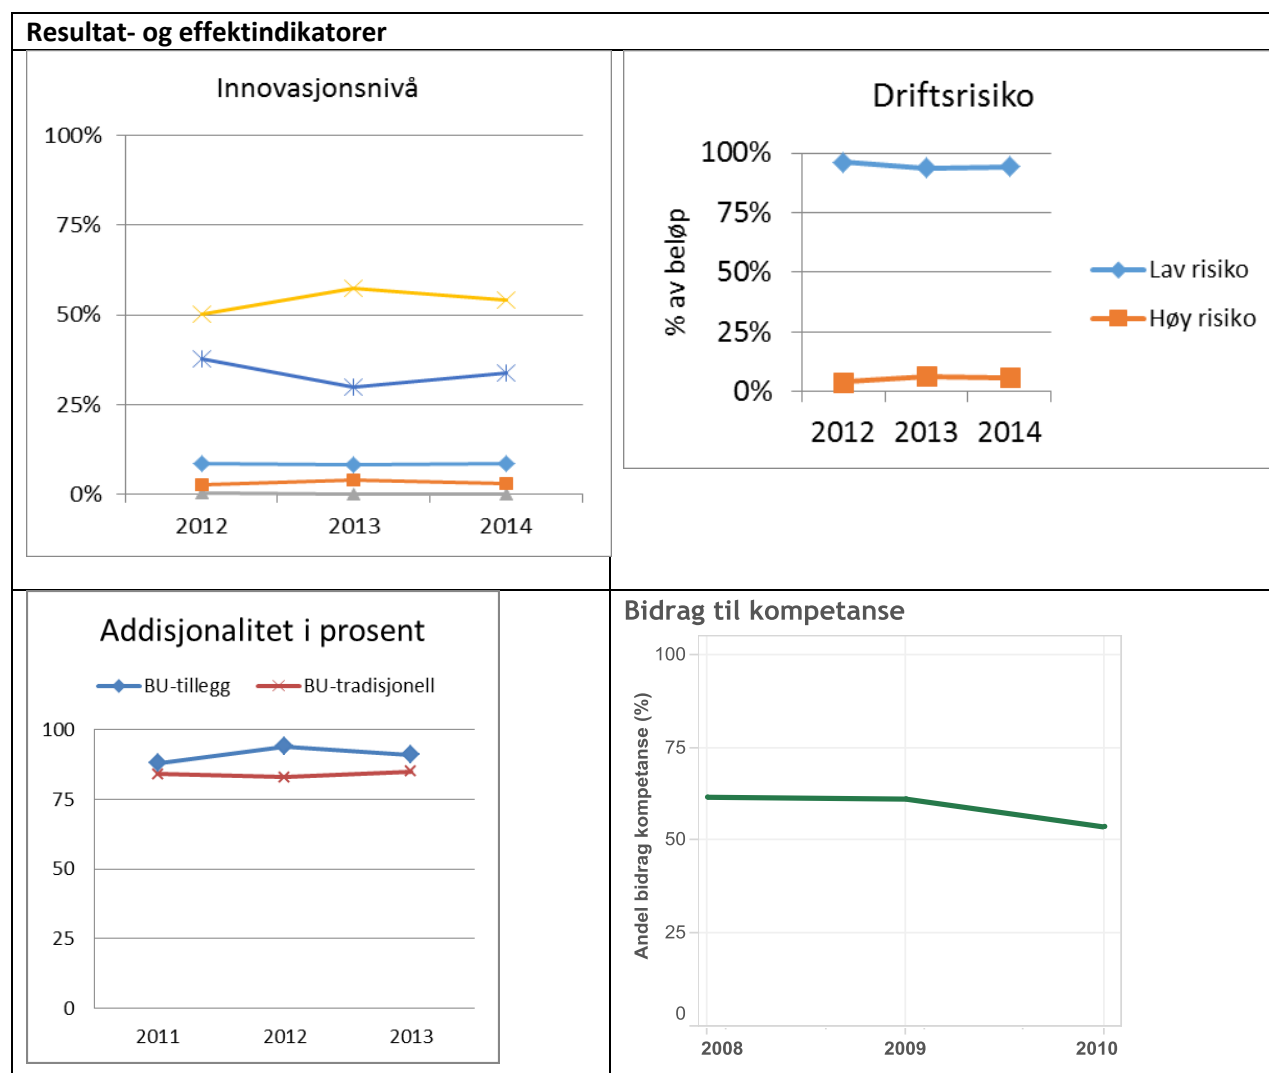 Resultat- og effektindikatorer
Innovasjonsnivå
100%
75%
50%
25%
0%
2012 2013 2014
Driftsrisiko
% av beløp
100%
75%
50%
25%
0%
2012 2013 2014
Lav risiko
Høy risiko
Addisjonalitet i prosent
BU-tillegg BU-tradisjonell
100
75
50
25
0
2011 2012 2013
Bidrag til kompetanse
Andel bidrag kompetanse (%)
100
75
50
25
0
2008 2009 2010